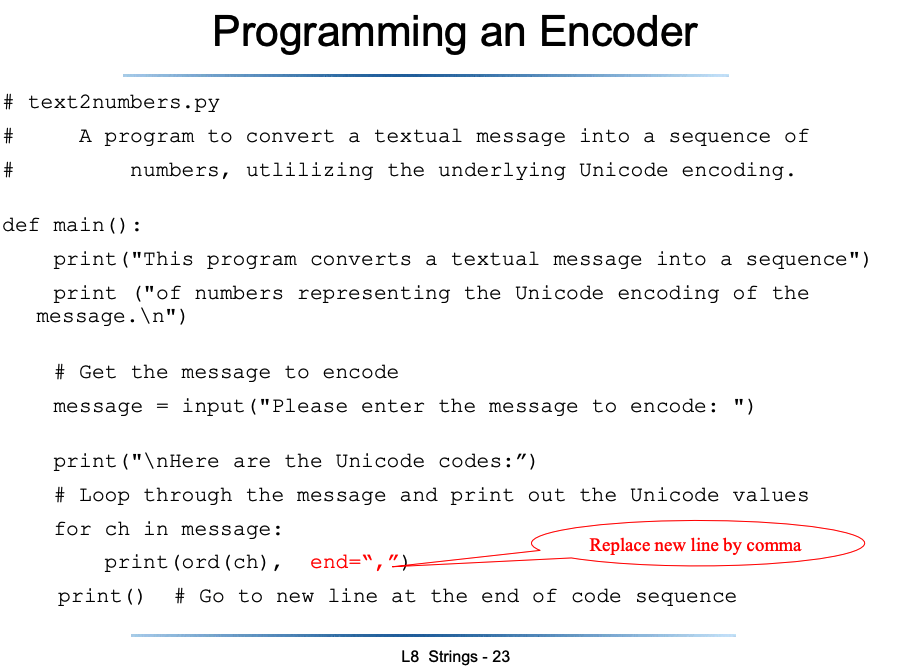 Programming an Encoder
# text2numbers.py
#     A program to convert a textual message into a sequence of
#         numbers, utlilizing the underlying Unicode encoding.
def main():
    print("This program converts a textual message into a sequence")
    print ("of numbers representing the Unicode encoding of the
  message.\n")
    # Get the message to encode
    message = input("Please enter the message to encode: ")
    print("\nHere are the Unicode codes:”)
    # Loop through the message and print out the Unicode values
    for ch in message:
        print(ord(ch),  end=“,”)
Replace new line by comma
    print()  # Go to new line at the end of code sequence
L8 Strings - 23